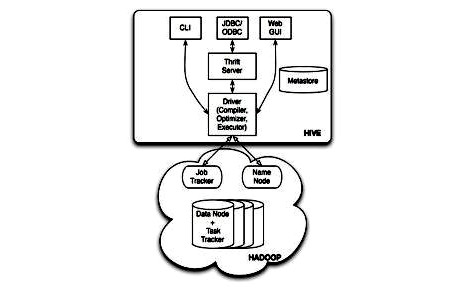 CLI
JDBC/
ODBC
Web
GUI
Thrift
Server
Metastore
Driver
(Compiler,
Optimizer,
Executor)
HIVE
Job
Tracker
Name
Node
Data Node
+
Task
Tracker
HADOOP